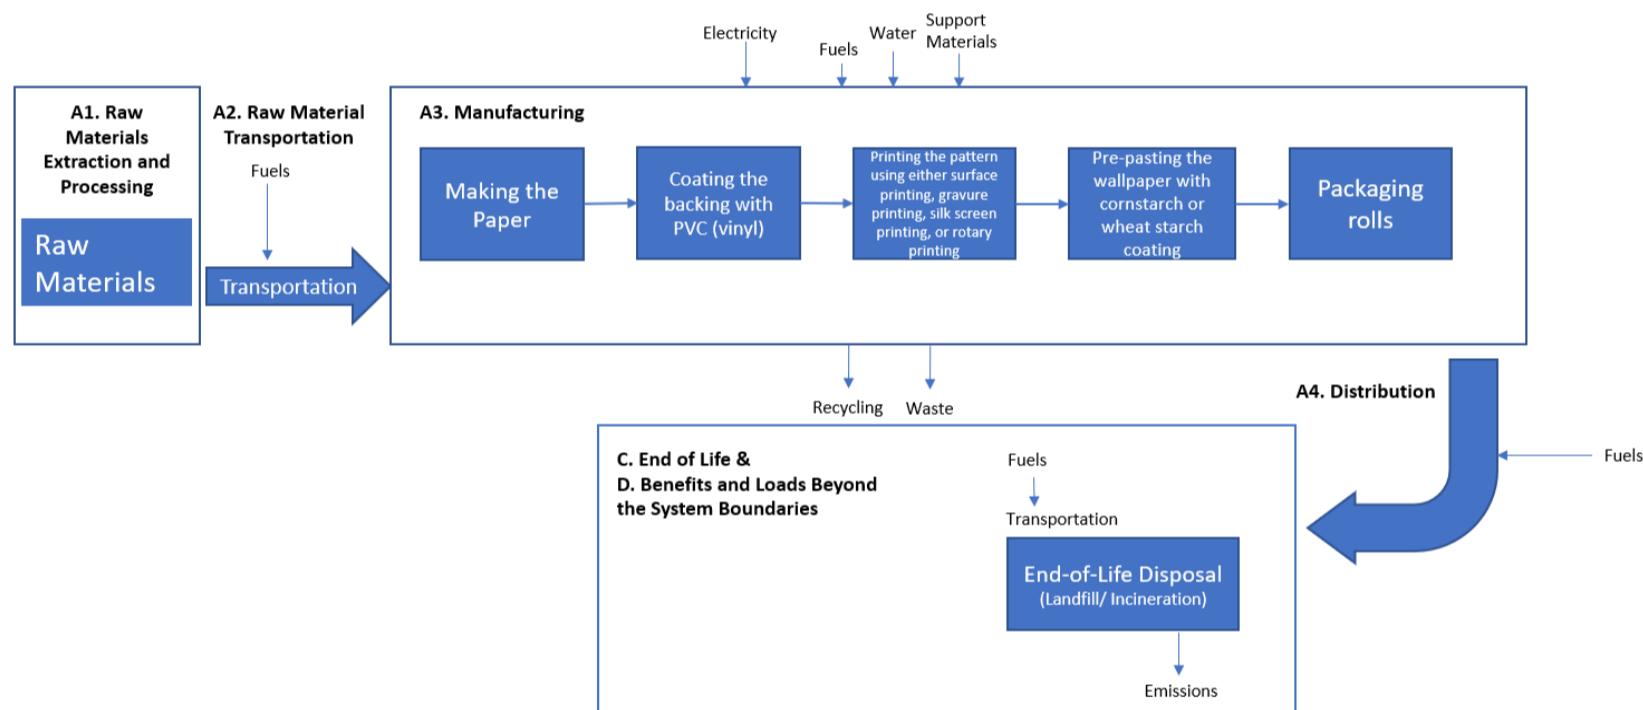 Electricity
Fuels
Water
Support
Materials
A1. Raw
Materials
Extraction and
Processing
Raw
Materials
A2. Raw Material
Transportation
Fuels
Transportation
A3. Manufacturing
Making the
Paper
Coating the
backing with
PVC (vinyl)
Printing the pattern
using either surface
printing, gravure
printing, silk screen
printing, or rotary
printing
Pre-pasting the
wallpaper with
cornstarch or
wheat starch
coating
Packaging
rolls
Recycling
Waste
A4. Distribution
Fuels
C. End of Life &
D. Benefits and Loads Beyond
the System Boundaries
Fuels
Transportation
End-of-Life Disposal
(Landfill/ Incineration)
Emissions